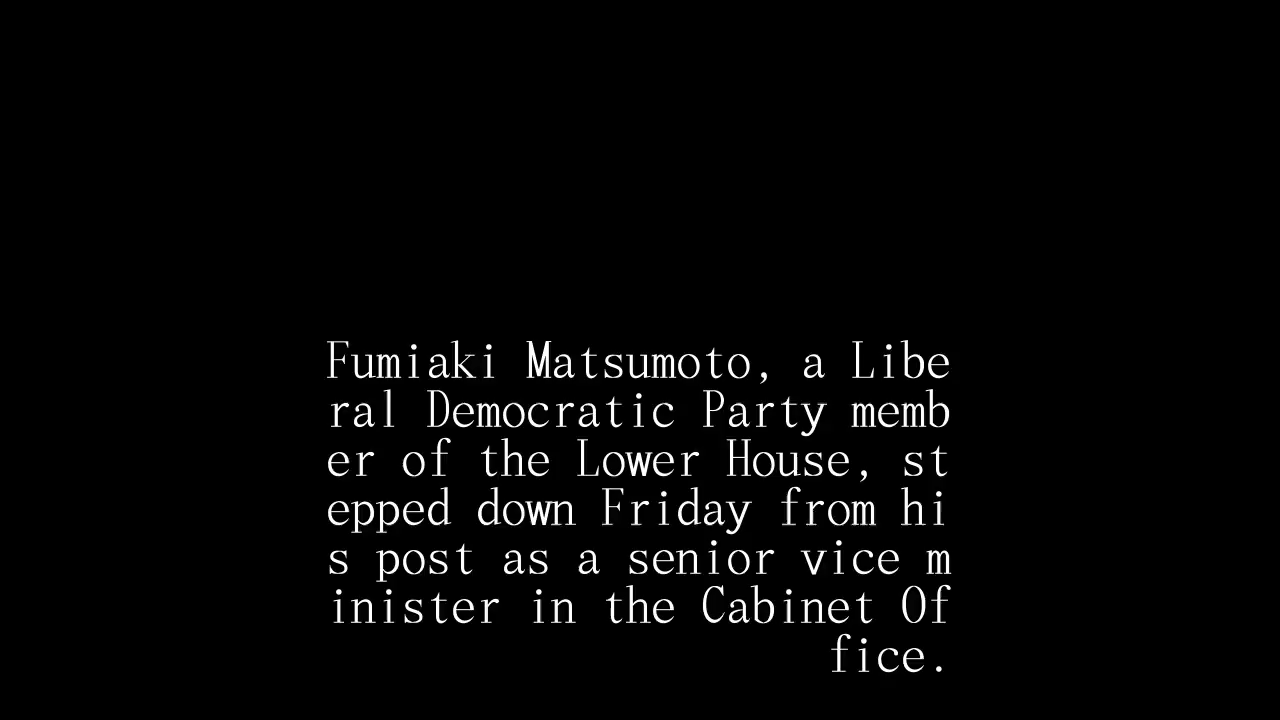 Fumiaki Matsumoto, a Libe
ral Democratic Party memb
er of the Lower House, st
epped down Friday from hi
s post as a senior vice m
inister in the Cabinet Of
fice.